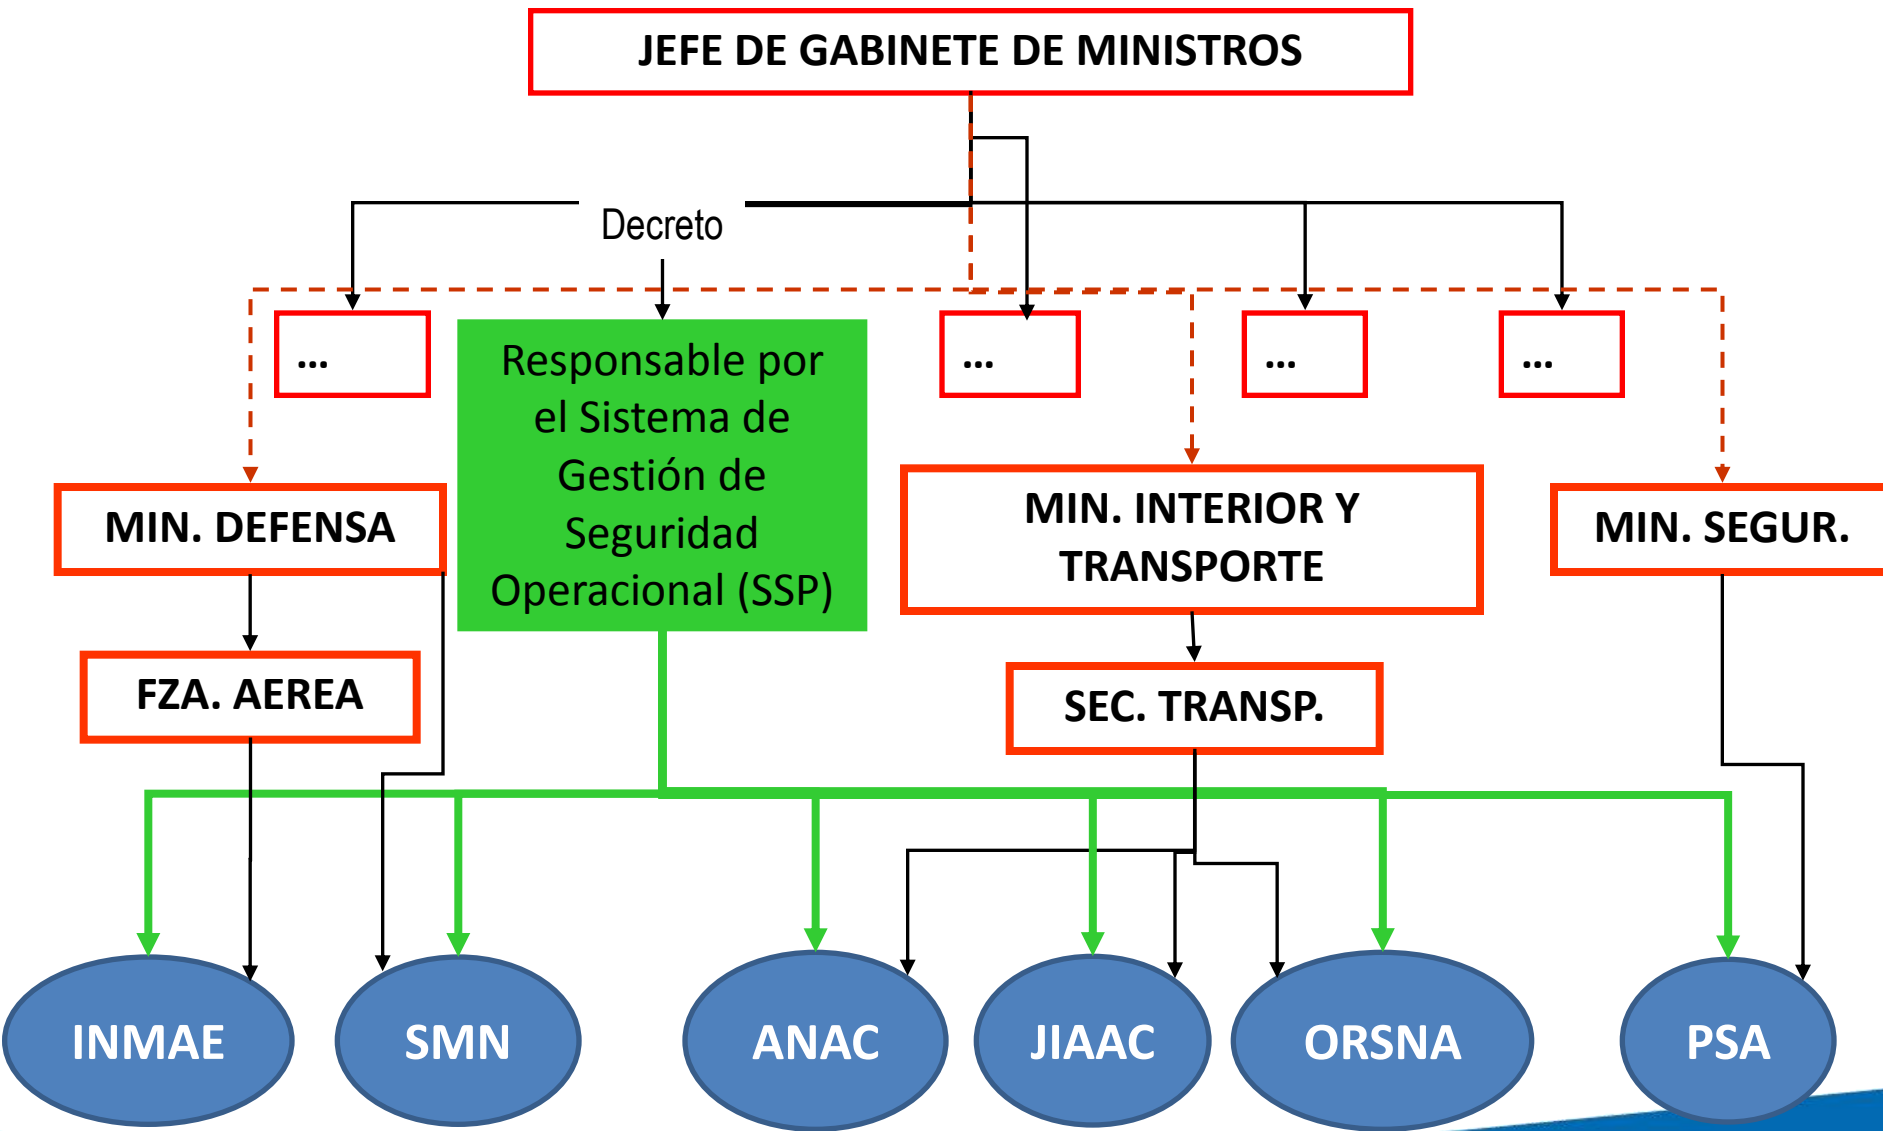 JEFE DE GABINETE DE MINISTROS
Decreto
...
Responsable por
el Sistema de
Gestión de
Seguridad
Operacional (SSP)
...
...
...
MIN. DEFENSA
MIN. INTERIOR Y
TRANSPORTE
MIN. SEGUR.
FZA. AEREA
SEC. TRANSP.
INMAE
SMN
ANAC
JIAAC
ORSNA
PSA